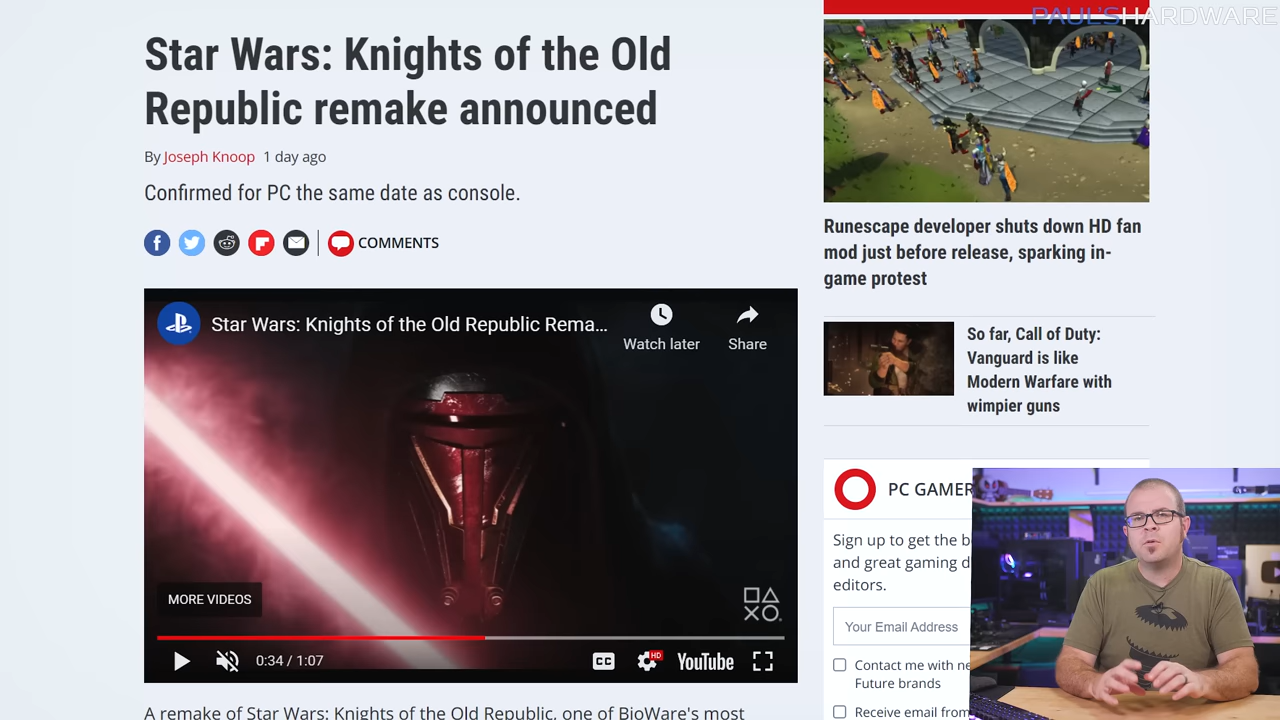 PAUL'SHARDWARE
Star Wars: Knights of the Old
Republic remake announced
By Joseph Knoop 1 day ago
Confirmed for PC the same date as console.
COMMENTS
Star Wars: Knights of the Old Republic Rema...
Watch later
Share
MORE VIDEOS
0:34 / 1:07
CC
HD
YouTube
A remake of Star Wars: Knights of the Old Republic, one of BioWare's most
Runescape developer shuts down HD fan
mod just before release, sparking in-
game protest
So far, Call of Duty:
Vanguard is like
Modern Warfare with
wimpier guns
PC GAMER
Sign up to get the b
and great gaming d
editors.
Your Email Address
Contact me with ne
Future brands
Receive email from